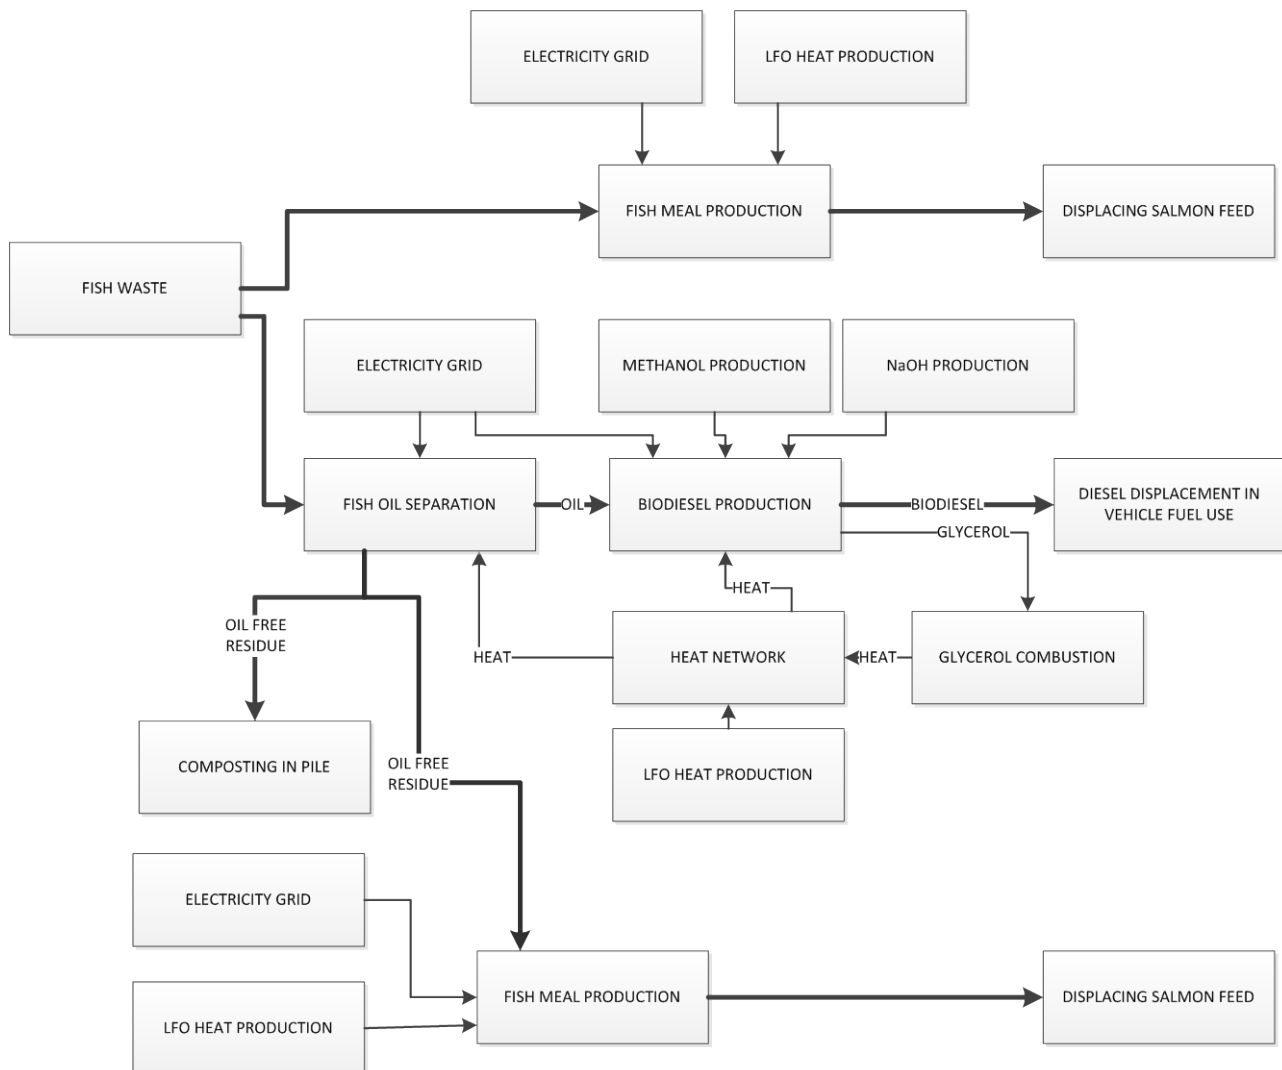 ELECTRICITY GRID
LFO HEAT PRODUCTION
FISH MEAL PRODUCTION
DISPLACING SALMON FEED
FISH WASTE
ELECTRICITY GRID
METHANOL PRODUCTION
NaOH PRODUCTION
FISH OIL SEPARATION
OIL
BIODIESEL PRODUCTION
BIODIESEL
DIESEL DISPLACEMENT IN
VEHICLE FUEL USE
GLYCEROL
HEAT
OIL FREE
RESIDUE
HEAT
HEAT NETWORK
HEAT
GLYCEROL COMBUSTION
COMPOSTING IN PILE
OIL FREE
RESIDUE
LFO HEAT PRODUCTION
ELECTRICITY GRID
FISH MEAL PRODUCTION
DISPLACING SALMON FEED
LFO HEAT PRODUCTION